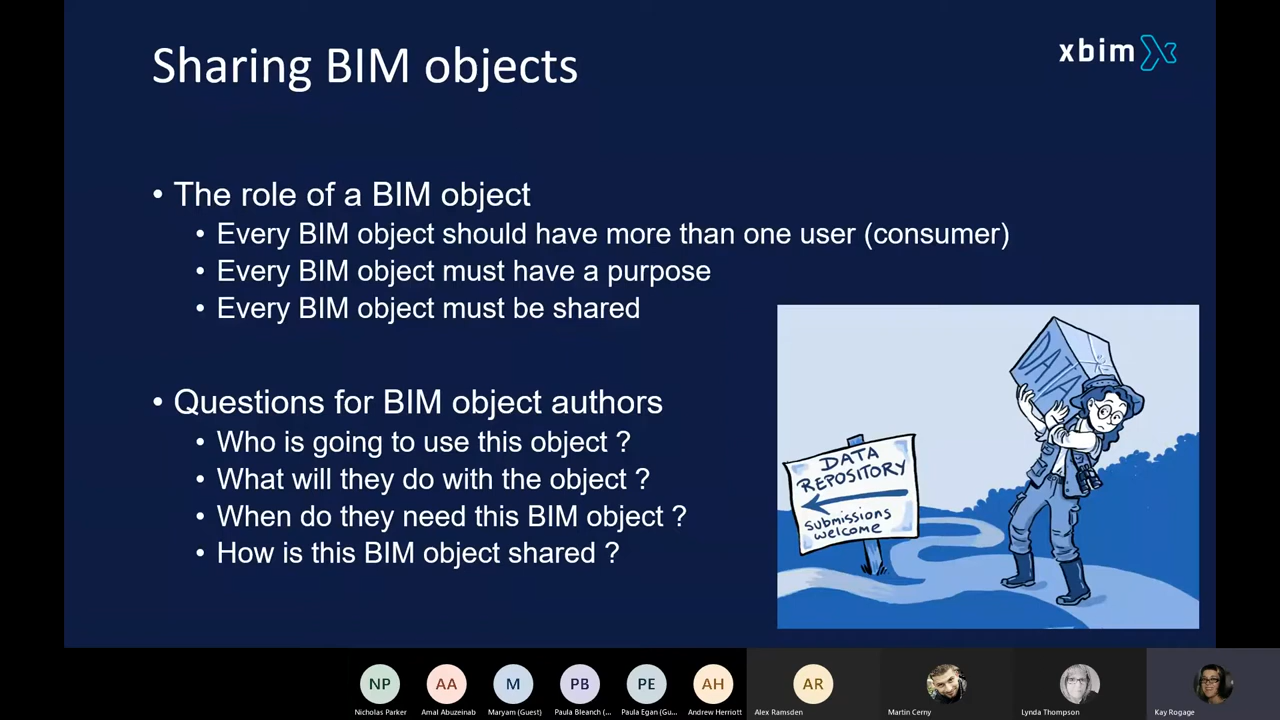 Sharing BIM objects
xbim
• The role of a BIM object
• Every BIM object should have more than one user (consumer)
• Every BIM object must have a purpose
• Every BIM object must be shared
• Questions for BIM object authors
• Who is going to use this object ?
• What will they do with the object ?
• When do they need this BIM object ?
• How is this BIM object shared ?
DATA
DATA
REPOSITORY
submissions
welcome
NP
AA
M
PB
PE
AH
AR
Nicholas Parker
Amal Abuzeinab
Maryam (Guest)
Paula Bleanch (...
Paula Egan (Gu...
Andrew Herriott
Alex Ramsden
Martin Cerny
Lynda Thompson
Kay Rogage